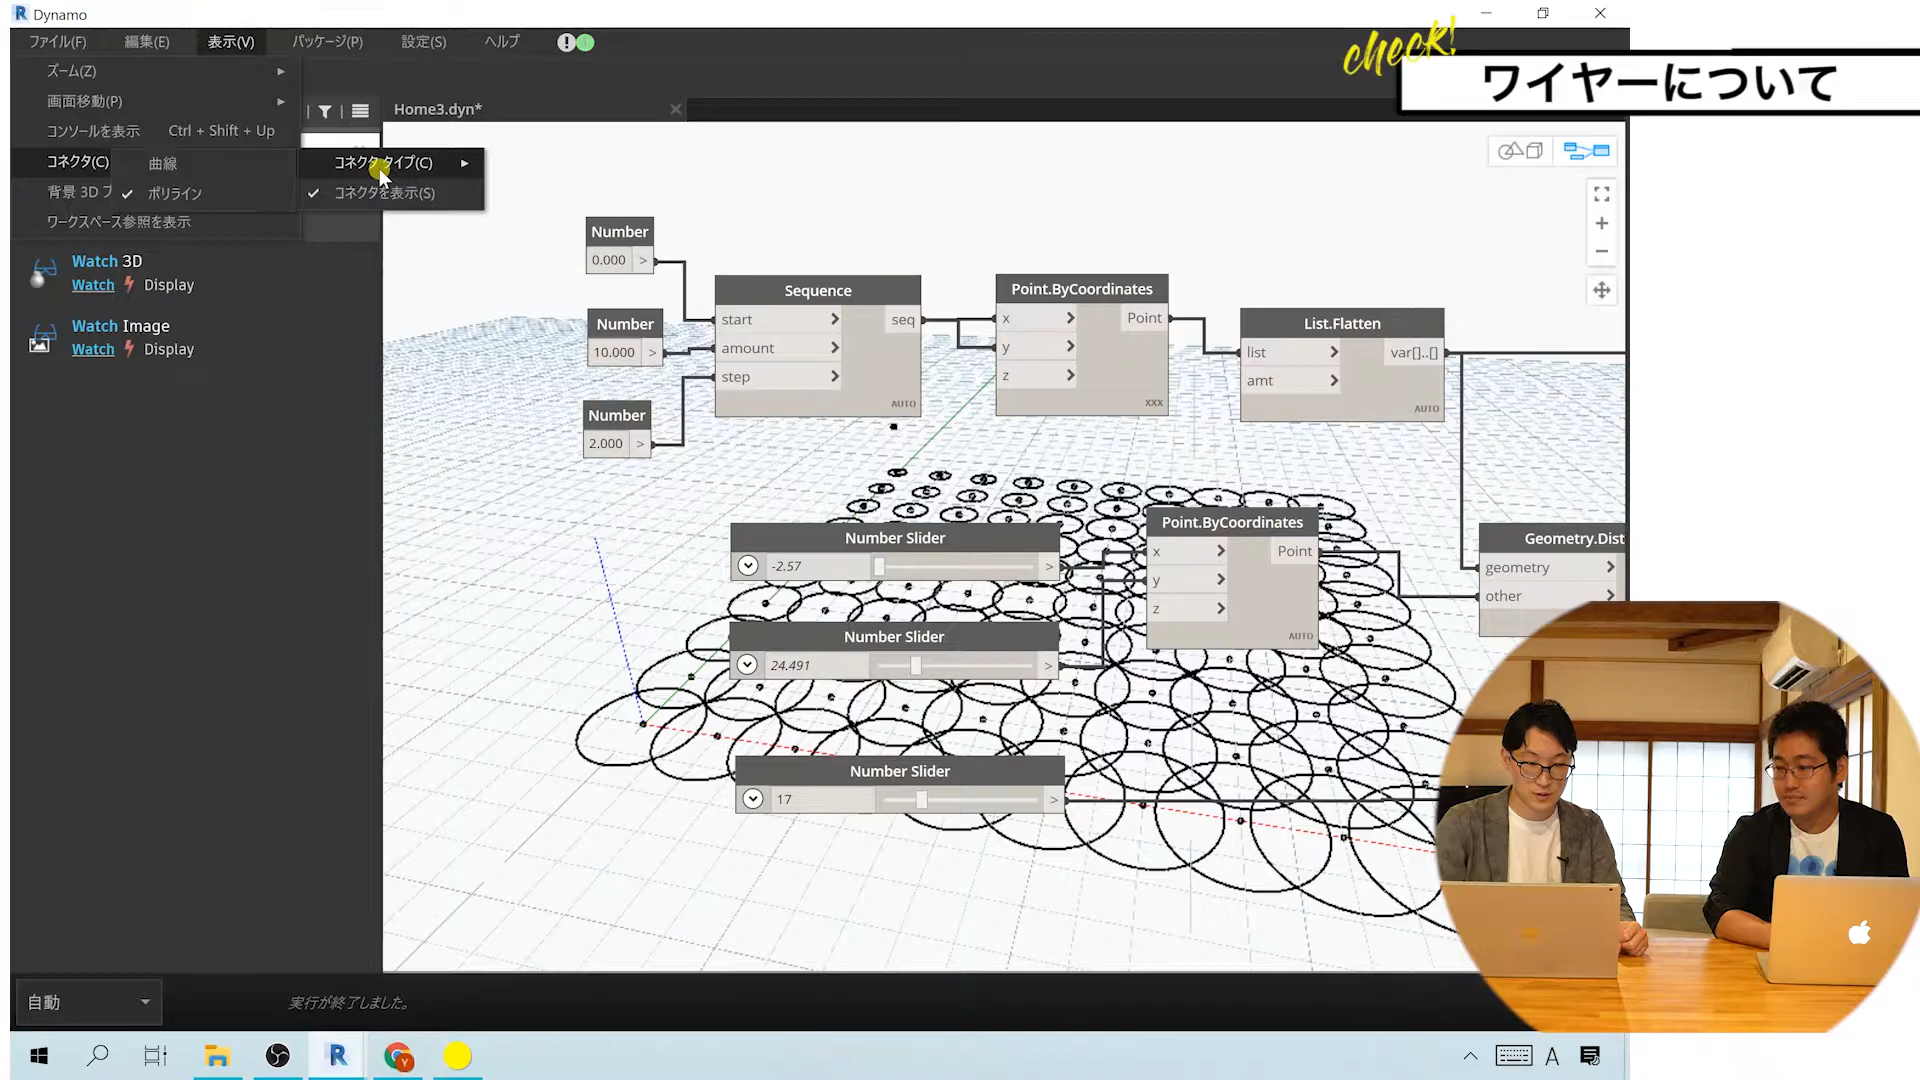 Dynamo
ファイル(F) 編集(E) 表示(V) パッケージ(P) 設定(S) ヘルプ
check!
ワイヤーについて
ズーム(Z)
画面移動(P)
コンソールを表示 Ctrl + Shift + Up
コネクタ(C)
曲線
コネクタ タイプ(C)
背景 3D プ
ポリライン
コネクタを表示(S)
ワークスペース参照を表示
Home3.dyn*
Watch 3D
Watch Display
Watch Image
Watch Display
Number
0.000 >
Number
10.000 >
Number
2.000 >
Sequence
start > seq
amount >
step >
AUTO
Point.ByCoordinates
x > Point
y >
z >
XXX
List.Flatten
list > var[]..[]
amt >
AUTO
Number Slider
-2.57 >
Number Slider
24.491 >
Number Slider
17 >
Point.ByCoordinates
x > Point
y >
z >
AUTO
Geometry.Dist
geometry >
other >
自動
実行が終了しました。
A